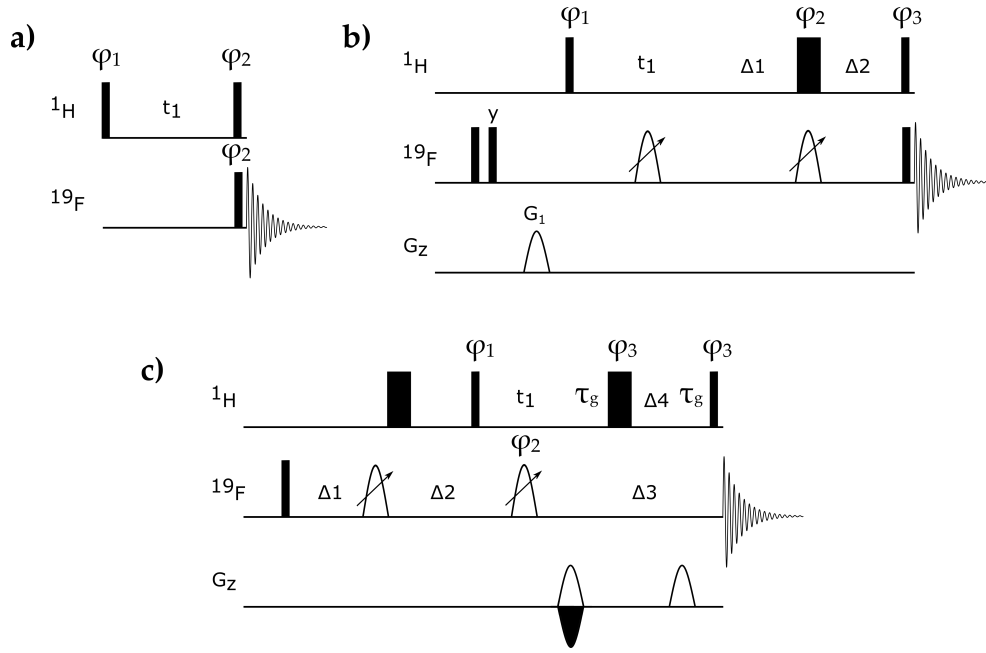 a)
φ1 φ2
1H t1
φ2
19F
b)
φ1 φ2 φ3
1H t1 Δ1 Δ2
y
19F
G1
Gz
c)
φ1 φ3 φ3
1H t1 τg Δ4 τg
φ2
19F Δ1 Δ2 Δ3
Gz